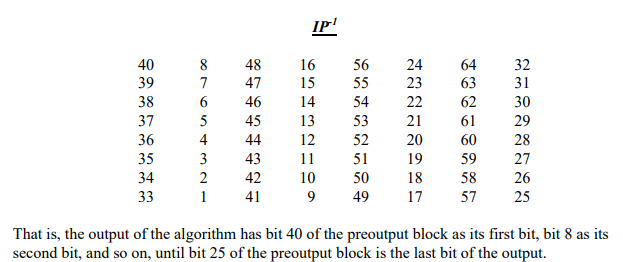 IP-1
40 8 48 16 56 24 64 32
39 7 47 15 55 23 63 31
38 6 46 14 54 22 62 30
37 5 45 13 53 21 61 29
36 4 44 12 52 20 60 28
35 3 43 11 51 19 59 27
34 2 42 10 50 18 58 26
33 1 41 9 49 17 57 25
That is, the output of the algorithm has bit 40 of the preoutput block as its first bit, bit 8 as its
second bit, and so on, until bit 25 of the preoutput block is the last bit of the output.